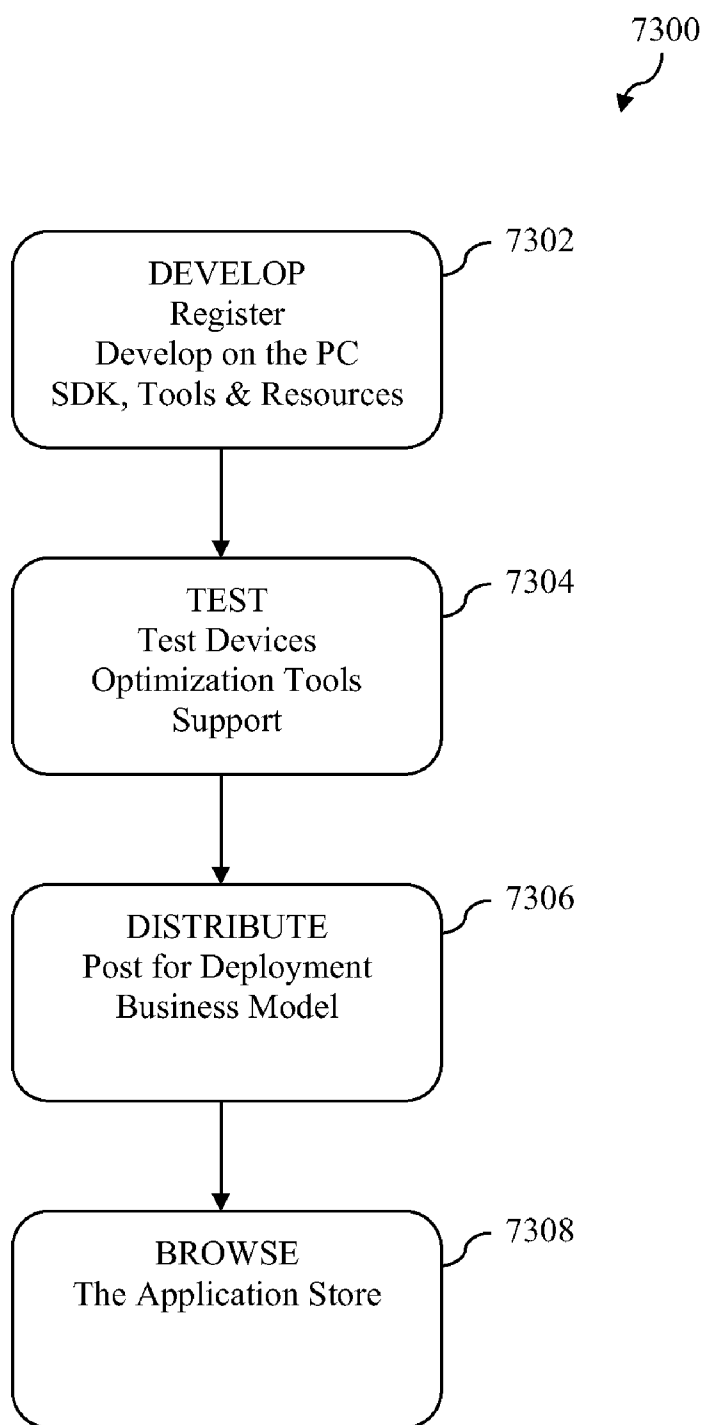 7300
7302
DEVELOP
Register
Develop on the PC
SDK, Tools & Resources
7304
TEST
Test Devices
Optimization Tools
Support
7306
DISTRIBUTE
Post for Deployment
Business Model
7308
BROWSE
The Application Store